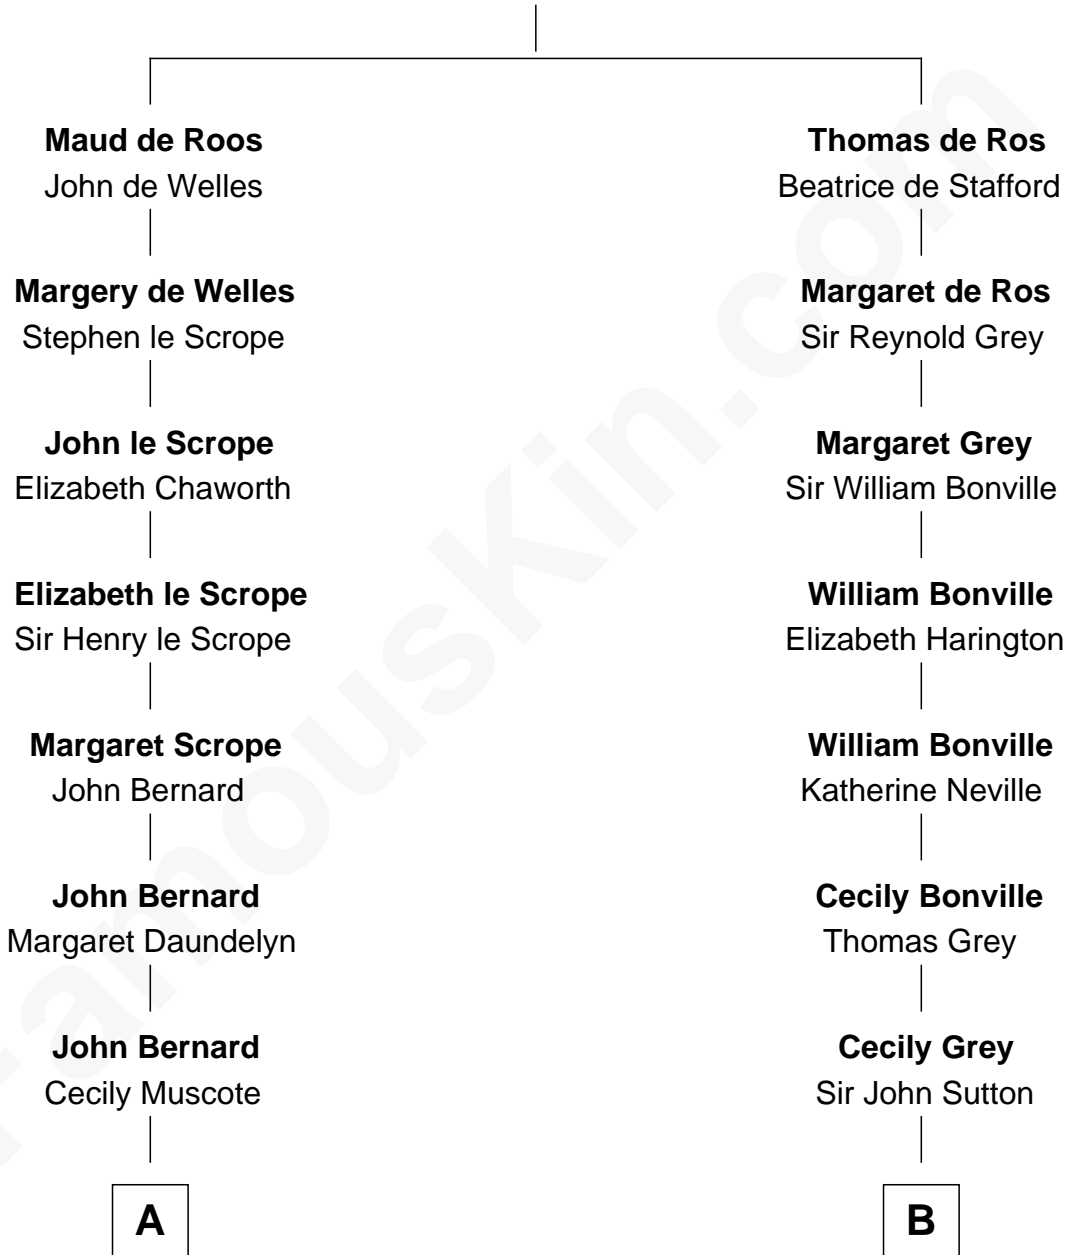 Maud de Roos
John de Welles
Margery de Welles
Stephen le Scrope
John le Scrope
Elizabeth Chaworth
Elizabeth le Scrope
Sir Henry le Scrope
Margaret Scrope
John Bernard
John Bernard
Margaret Daundelyn
John Bernard
Cecily Muscote
A
Thomas de Ros
Beatrice de Stafford
Margaret de Ros
Sir Reynold Grey
Margaret Grey
Sir William Bonville
William Bonville
Elizabeth Harington
William Bonville
Katherine Neville
Cecily Bonville
Thomas Grey
Cecily Grey
Sir John Sutton
B
FamousKin.com